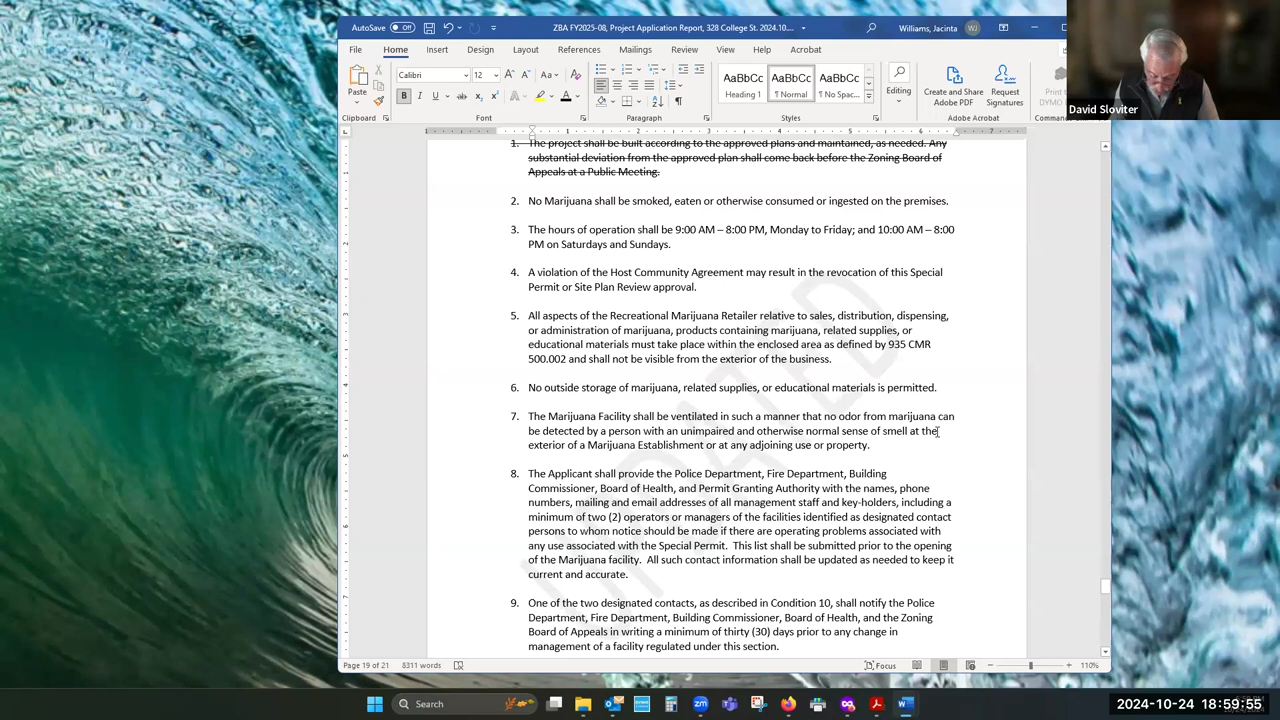 AutoSave Off ZBA FY2025-08, Project Application Report, 328 College St. 2024.10.... Williams, Jacinta WJ
File Home Insert Design Layout References Mailings Review View Help Acrobat
Paste Calibri 12 Editing Create and Share Adobe PDF Request Signatures
AaBbCc AaBbCc AaBbCc
Heading 1 ¶ Normal ¶ No Spac...
Clipboard Font Paragraph Styles Adobe Acrobat
David Sloviter
1. The project shall be built according to the approved plans and maintained, as needed. Any
substantial deviation from the approved plan shall come back before the Zoning Board of
Appeals at a Public Meeting.
2. No Marijuana shall be smoked, eaten or otherwise consumed or ingested on the premises.
3. The hours of operation shall be 9:00 AM – 8:00 PM, Monday to Friday; and 10:00 AM – 8:00
PM on Saturdays and Sundays.
4. A violation of the Host Community Agreement may result in the revocation of this Special
Permit or Site Plan Review approval.
5. All aspects of the Recreational Marijuana Retailer relative to sales, distribution, dispensing,
or administration of marijuana, products containing marijuana, related supplies, or
educational materials must take place within the enclosed area as defined by 935 CMR
500.002 and shall not be visible from the exterior of the business.
6. No outside storage of marijuana, related supplies, or educational materials is permitted.
7. The Marijuana Facility shall be ventilated in such a manner that no odor from marijuana can
be detected by a person with an unimpaired and otherwise normal sense of smell at the
exterior of a Marijuana Establishment or at any adjoining use or property.
8. The Applicant shall provide the Police Department, Fire Department, Building
Commissioner, Board of Health, and Permit Granting Authority with the names, phone
numbers, mailing and email addresses of all management staff and key-holders, including a
minimum of two (2) operators or managers of the facilities identified as designated contact
persons to whom notice should be made if there are operating problems associated with
any use associated with the Special Permit. This list shall be submitted prior to the opening
of the Marijuana facility. All such contact information shall be updated as needed to keep it
current and accurate.
9. One of the two designated contacts, as described in Condition 10, shall notify the Police
Department, Fire Department, Building Commissioner, Board of Health, and the Zoning
Board of Appeals in writing a minimum of thirty (30) days prior to any change in
management of a facility regulated under this section.
Page 19 of 21 8311 words Focus 110%
Search
2024-10-24 18:59:55